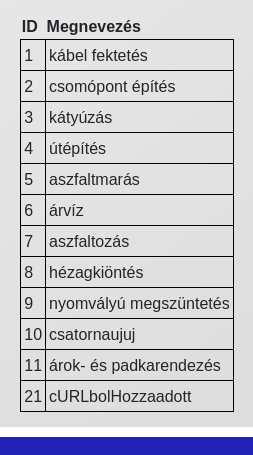 ID Megnevezés
1 kábel fektetés
2 csomópont építés
3 kátyúzás
4 útépítés
5 aszfaltmarás
6 árvíz
7 aszfaltozás
8 hézagkiöntés
9 nyomvályú megszüntetés
10 csatornaujuj
11 árok- és padkarendezés
21 cURLbolHozzaadott